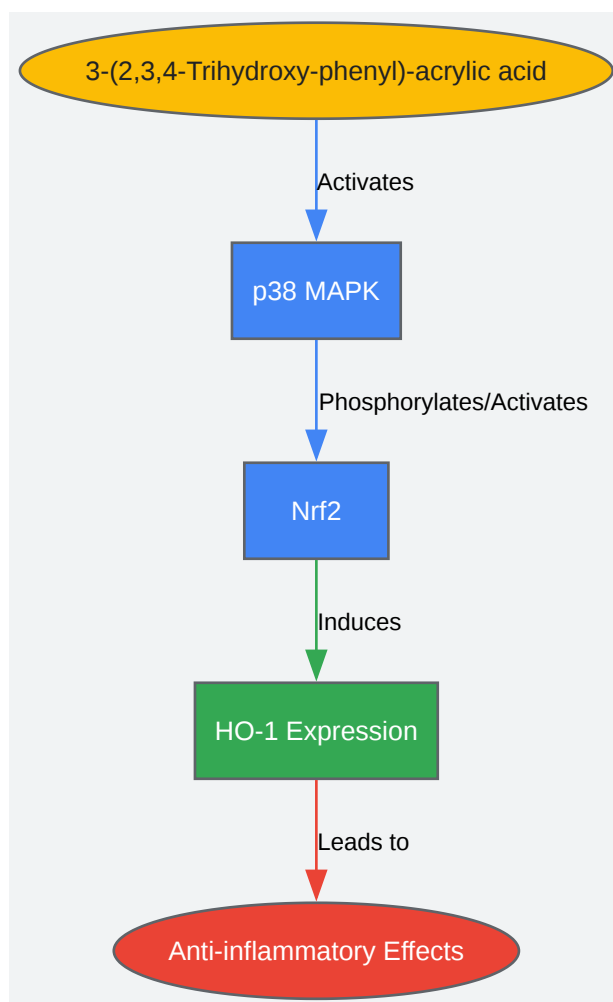 3-(2,3,4-Trihydroxy-phenyl)-acrylic acid
Activates
p38 MAPK
Phosphorylates/Activates
Nrf2
Induces
HO-1 Expression
Leads to
Anti-inflammatory Effects